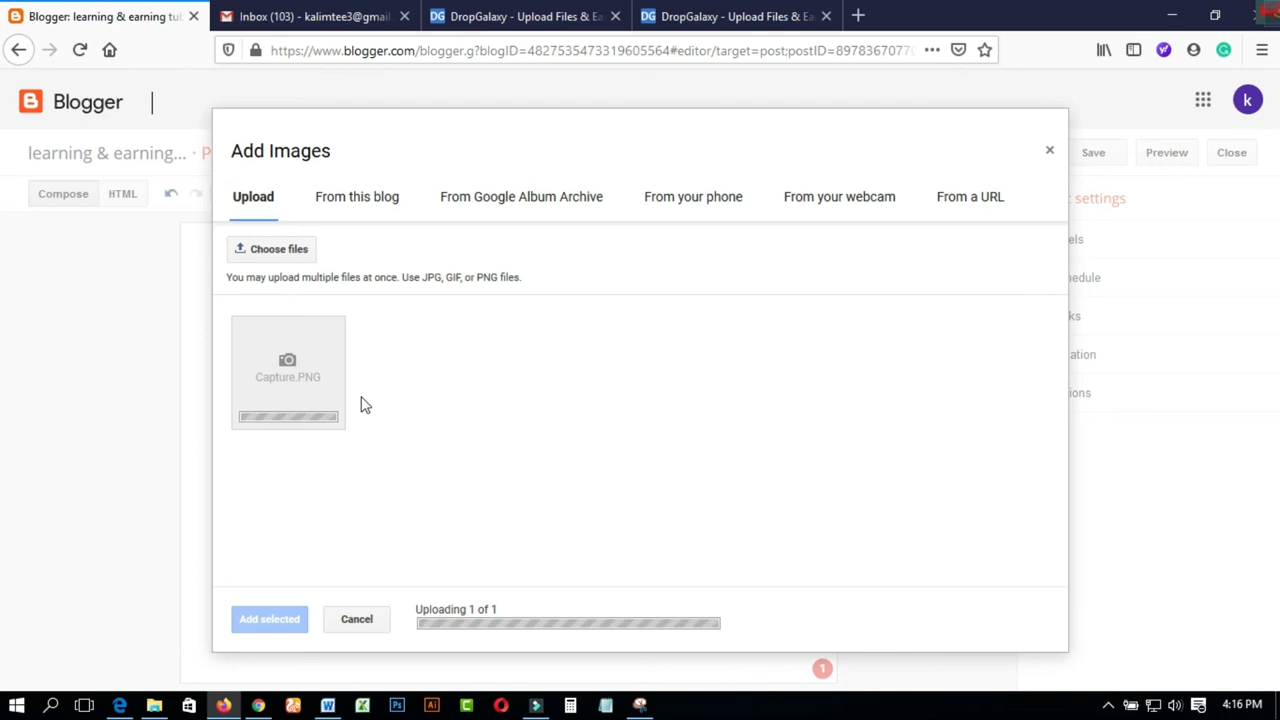 Blogger: learning & earning tu
Inbox (103) - kalimtee3@gmail.
DropGalaxy - Upload Files & Ea
DropGalaxy - Upload Files & Ea
https://www.blogger.com/blogger.g?blogID=4827535473319605564#editor/target=post;postID=89783670770
Blogger
k
learning & earning... · P
Save
Preview
Close
Compose
HTML
t settings
els
hedule
ks
ation
ions
Add Images
Upload
From this blog
From Google Album Archive
From your phone
From your webcam
From a URL
Choose files
You may upload multiple files at once. Use JPG, GIF, or PNG files.
Capture.PNG
Add selected
Cancel
Uploading 1 of 1
1
4:16 PM